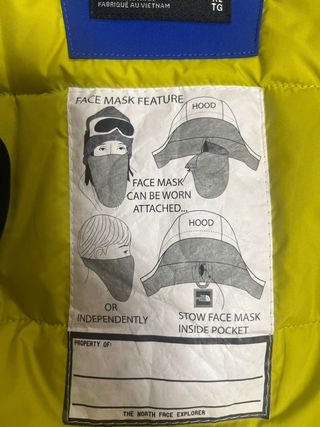 FABRIQUÉ AU VIETNAM
TG
FACE MASK FEATURE
HOOD
FACE MASK
CAN BE WORN
ATTACHED...
HOOD
OR
INDEPENDENTLY
STOW FACE MASK
INSIDE POCKET
PROPERTY OF:
THE NORTH FACE EXPLORER